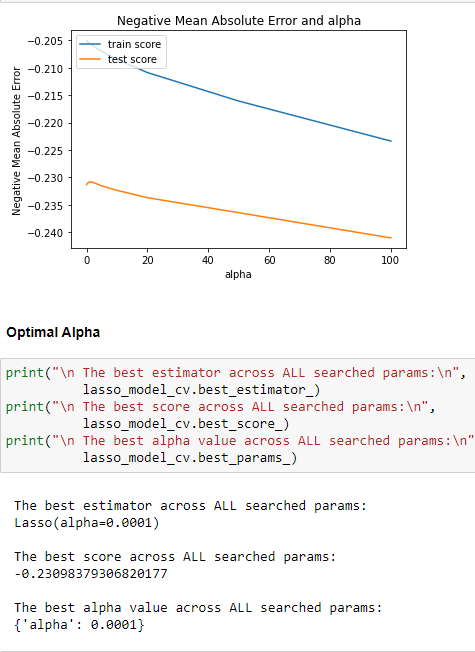 Negative Mean Absolute Error and alpha
train score
test score
Negative Mean Absolute Error
−0.205
−0.210
−0.215
−0.220
−0.225
−0.230
−0.235
−0.240
0 20 40 60 80 100
alpha
Optimal Alpha
print("\n The best estimator across ALL searched params:\n",
lasso_model_cv.best_estimator_)
print("\n The best score across ALL searched params:\n",
lasso_model_cv.best_score_)
print("\n The best alpha value across ALL searched params:\n"
lasso_model_cv.best_params_)
The best estimator across ALL searched params:
Lasso(alpha=0.0001)
The best score across ALL searched params:
-0.23098379306820177
The best alpha value across ALL searched params:
{'alpha': 0.0001}